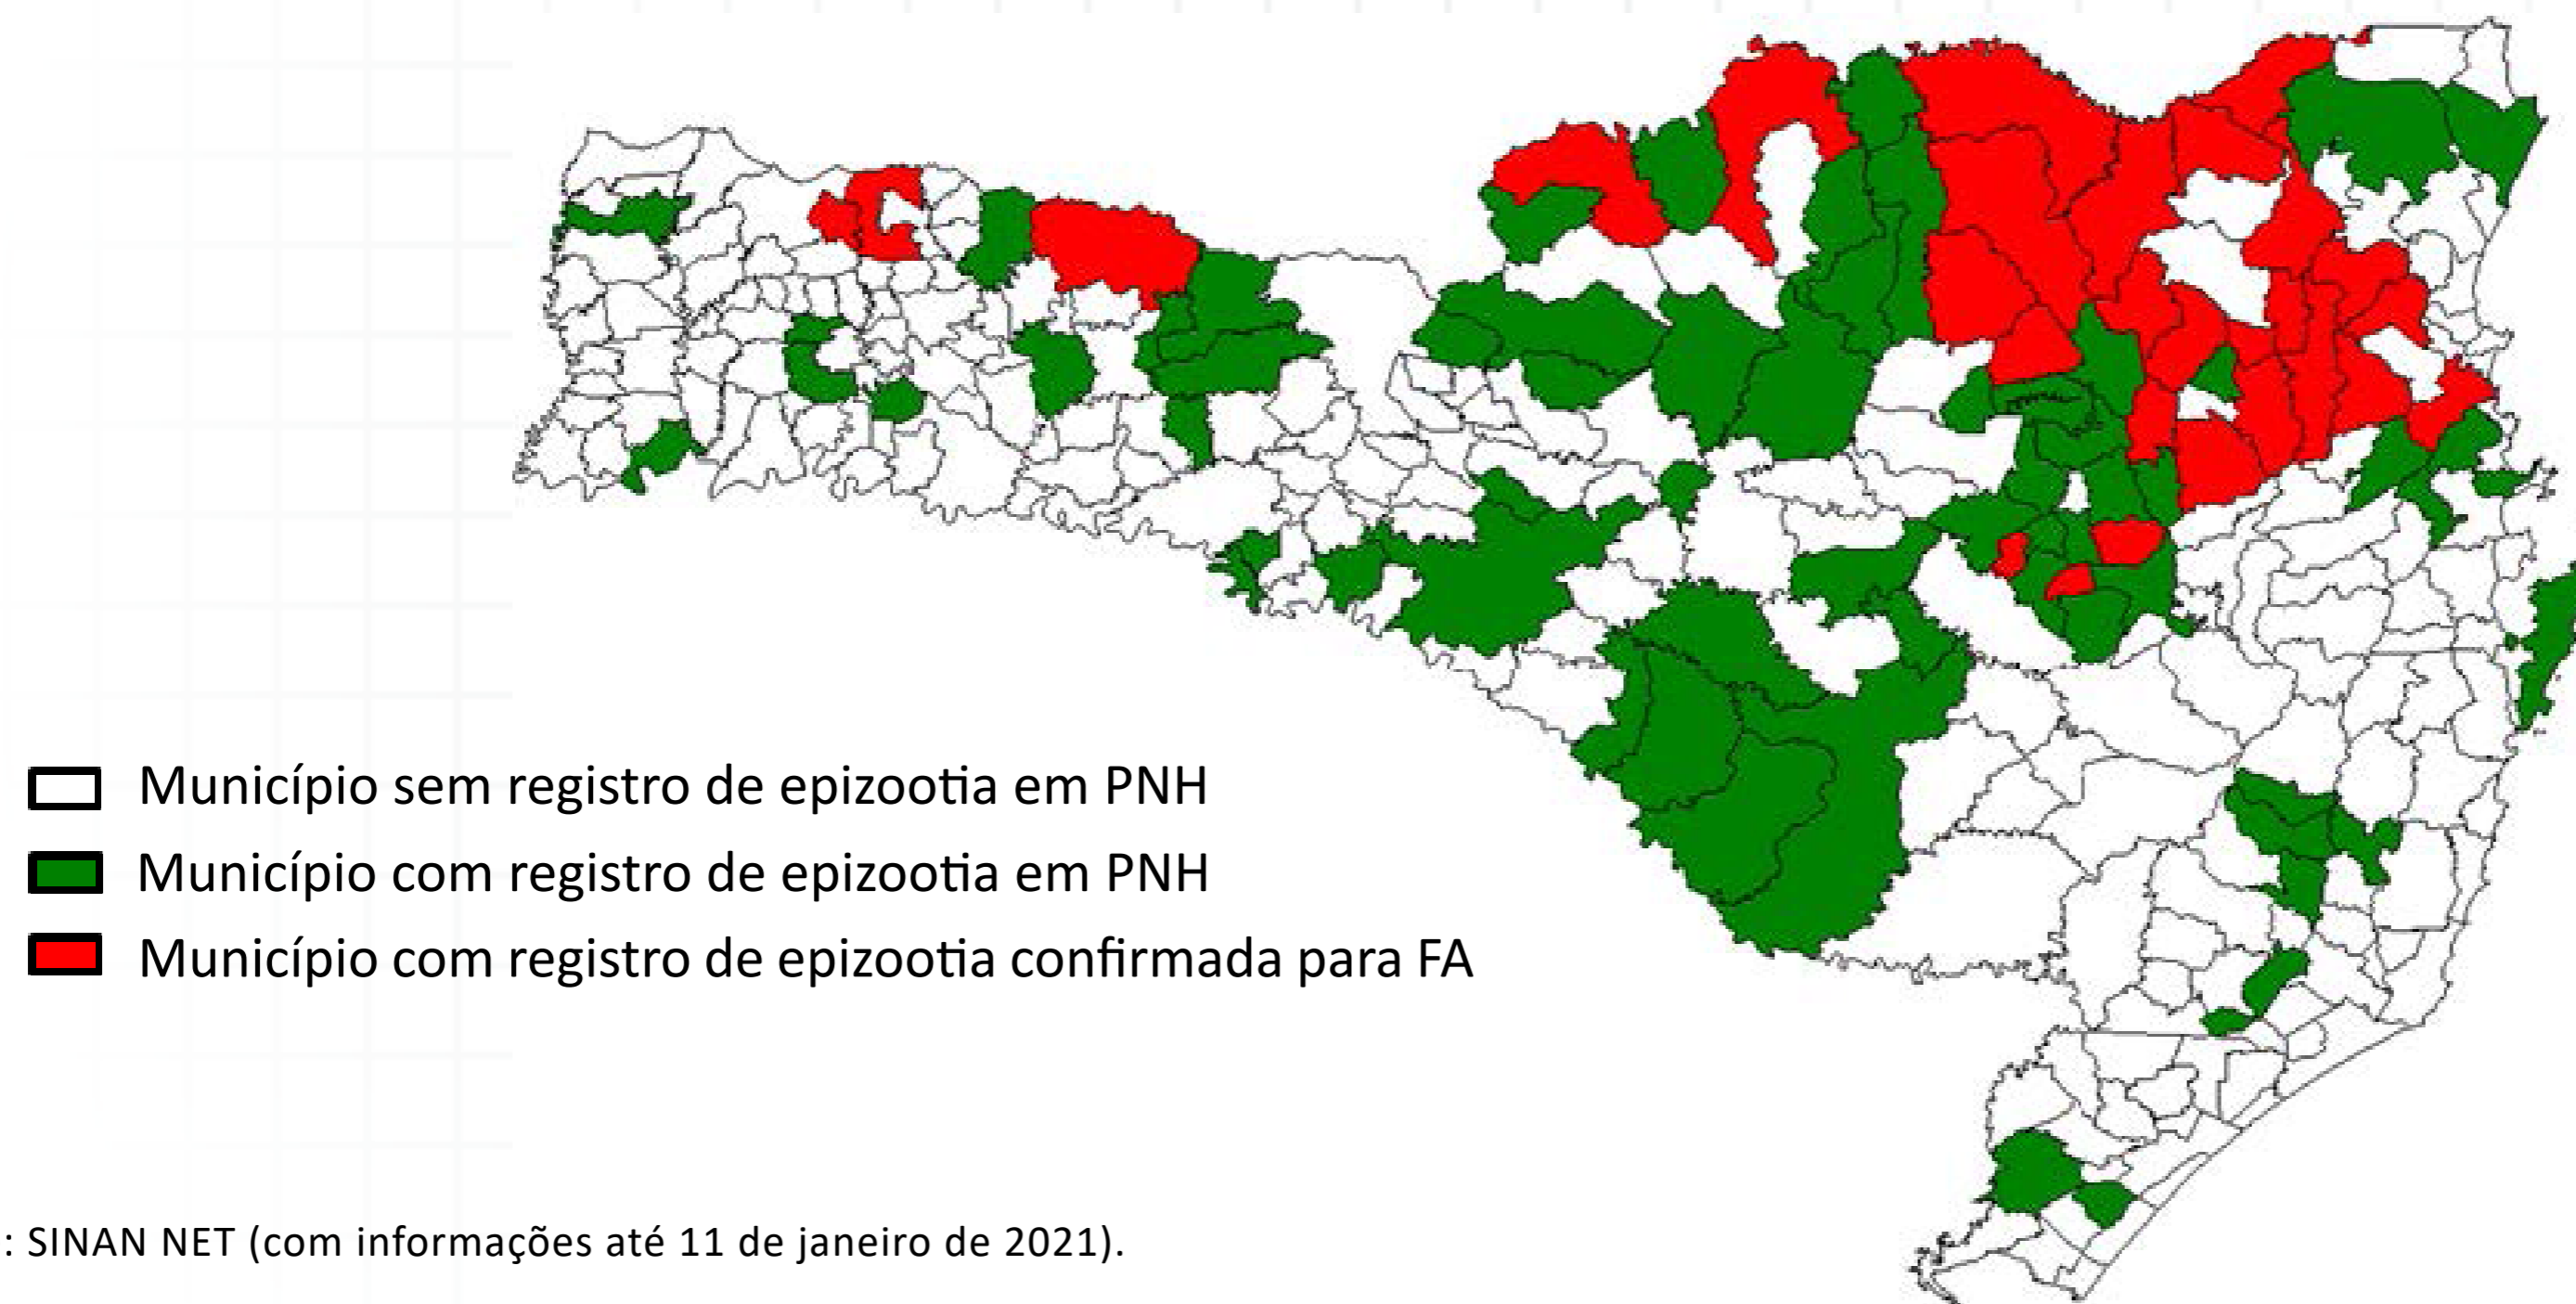 Município sem registro de epizootia em PNH
Município com registro de epizootia em PNH
Município com registro de epizootia confirmada para FA
: SINAN NET (com informações até 11 de janeiro de 2021).